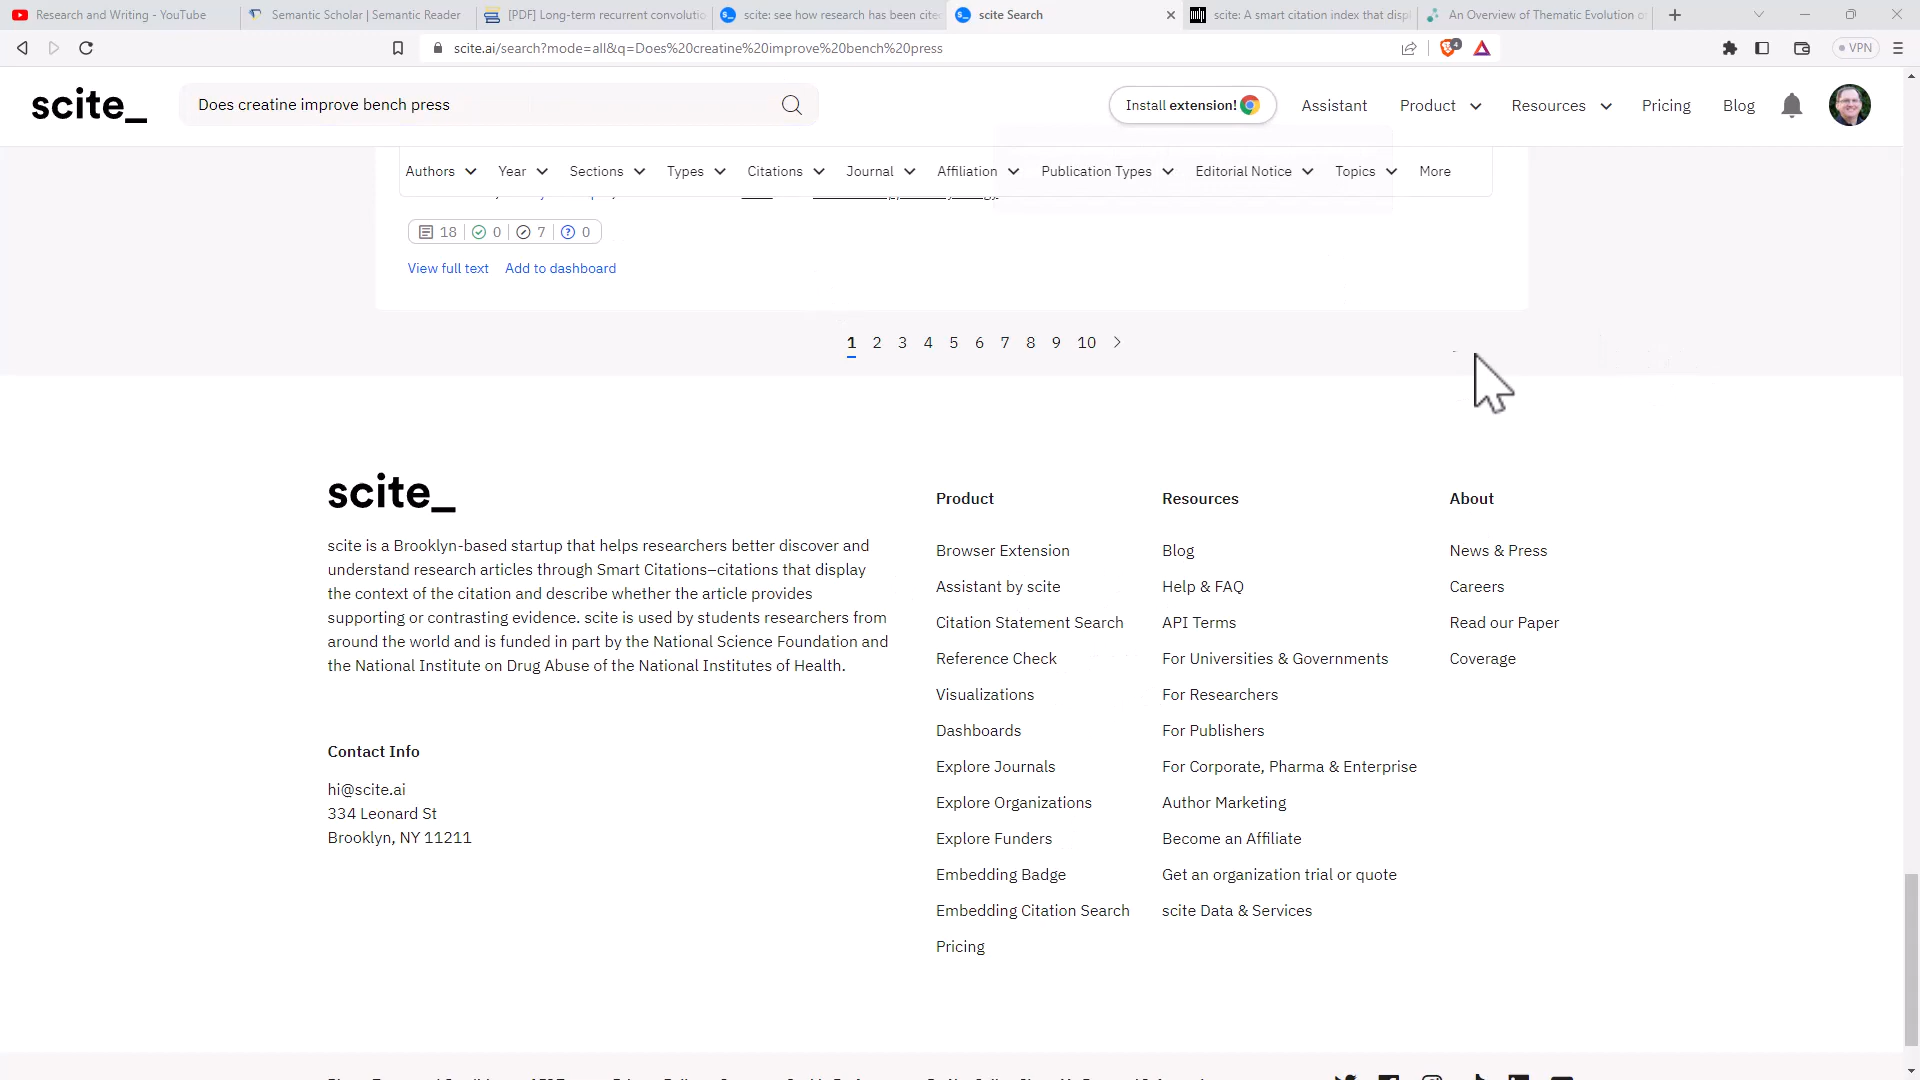 Research and Writing - YouTube
Semantic Scholar | Semantic Reader
[PDF] Long-term recurrent convolutio
scite: see how research has been cite
scite Search
scite: A smart citation index that disp
An Overview of Thematic Evolution o
scite.ai/search?mode=all&q=Does%20creatine%20improve%20bench%20press
4
VPN
scite_
Does creatine improve bench press
Install extension!
Assistant
Product
Resources
Pricing
Blog
Authors
Year
Sections
Types
Citations
Journal
Affiliation
Publication Types
Editorial Notice
Topics
More
18
0
7
0
View full text
Add to dashboard
1 2 3 4 5 6 7 8 9 10
scite_
scite is a Brooklyn-based startup that helps researchers better discover and
understand research articles through Smart Citations–citations that display
the context of the citation and describe whether the article provides
supporting or contrasting evidence. scite is used by students researchers from
around the world and is funded in part by the National Science Foundation and
the National Institute on Drug Abuse of the National Institutes of Health.
Contact Info
hi@scite.ai
334 Leonard St
Brooklyn, NY 11211
Product
Browser Extension
Assistant by scite
Citation Statement Search
Reference Check
Visualizations
Dashboards
Explore Journals
Explore Organizations
Explore Funders
Embedding Badge
Embedding Citation Search
Pricing
Resources
Blog
Help & FAQ
API Terms
For Universities & Governments
For Researchers
For Publishers
For Corporate, Pharma & Enterprise
Author Marketing
Become an Affiliate
Get an organization trial or quote
scite Data & Services
About
News & Press
Careers
Read our Paper
Coverage